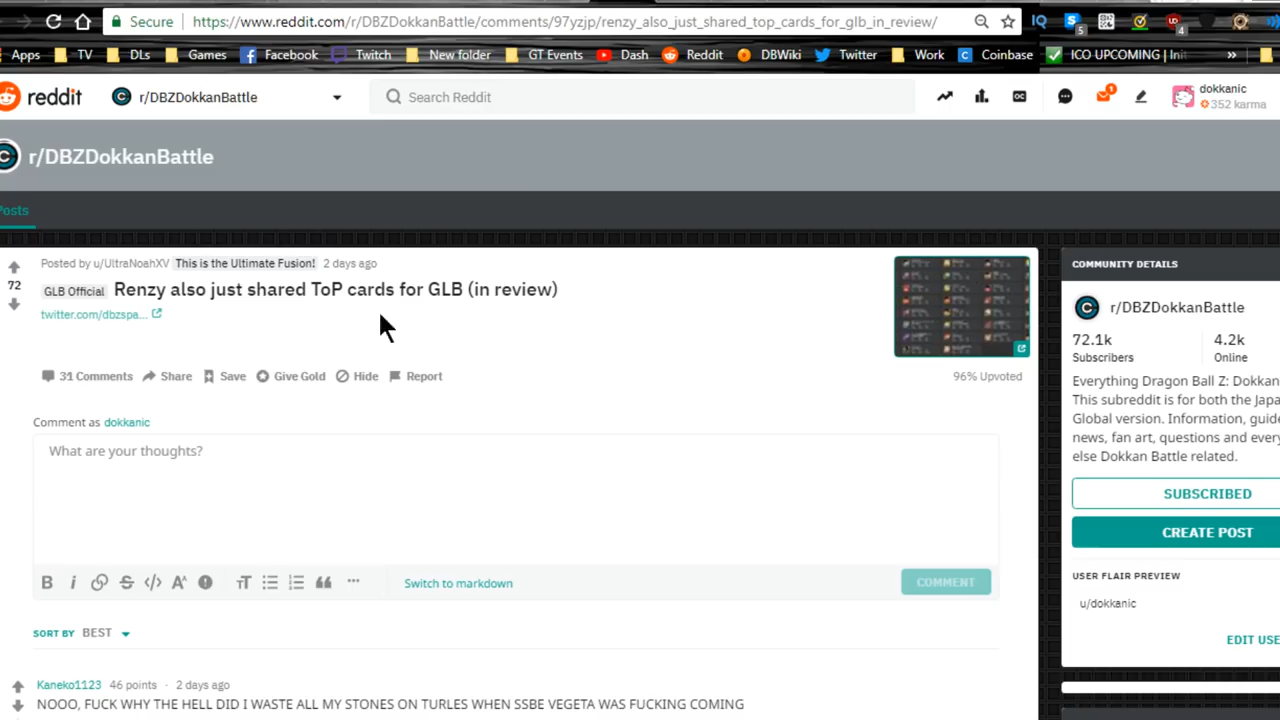 Secure https://www.reddit.com/r/DBZDokkanBattle/comments/97yzjp/renzy_also_just_shared_top_cards_for_glb_in_review/
Apps TV DLs Games Facebook Twitch New folder GT Events Dash Reddit DBWiki Twitter Work Coinbase ICO UPCOMING | Init »
reddit r/DBZDokkanBattle Search Reddit dokkanic
352 karma
r/DBZDokkanBattle
Posts
Posted by u/UltraNoahXV This is the Ultimate Fusion! 2 days ago
72
GLB Official Renzy also just shared ToP cards for GLB (in review)
twitter.com/dbzspa...
31 Comments Share Save Give Gold Hide Report 96% Upvoted
Comment as dokkanic
What are your thoughts?
B i S </> A T ... Switch to markdown COMMENT
SORT BY BEST
Kaneko1123 46 points · 2 days ago
NOOO, FUCK WHY THE HELL DID I WASTE ALL MY STONES ON TURLES WHEN SSBE VEGETA WAS FUCKING COMING
COMMUNITY DETAILS
r/DBZDokkanBattle
72.1k 4.2k
Subscribers Online
Everything Dragon Ball Z: Dokkan
This subreddit is for both the Japa
Global version. Information, guide
news, fan art, questions and every
else Dokkan Battle related.
SUBSCRIBED
CREATE POST
USER FLAIR PREVIEW
u/dokkanic
EDIT USE